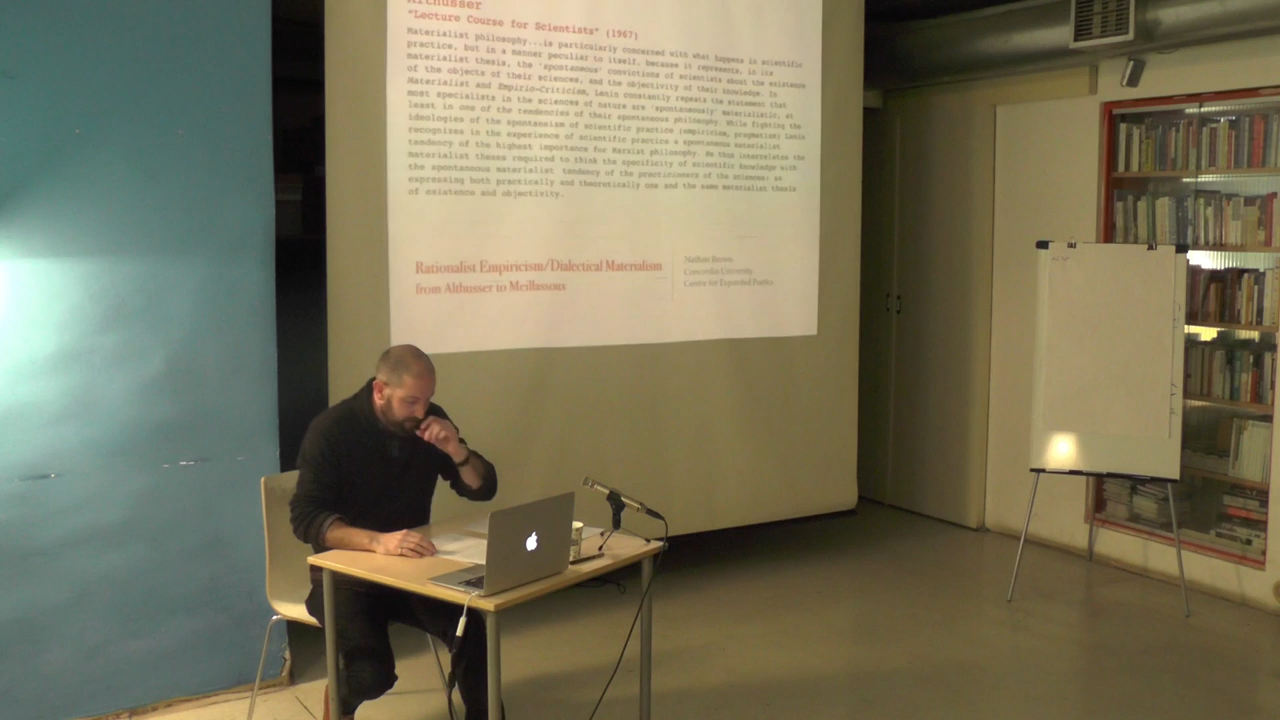 Althusser
"Lecture Course for Scientists" (1967)
Materialist philosophy...is particularly concerned with what happens in scientific
practice, but in a manner peculiar to itself, because it represents, in its
materialist thesis, the 'spontaneous' convictions of scientists about the existence
of the objects of their sciences, and the objectivity of their knowledge. In
Materialism and Empirio-Criticism, Lenin constantly repeats the statement that
most specialists in the sciences of nature are 'spontaneously' materialistic, at
least in one of the tendencies of their spontaneous philosophy. While fighting the
ideologies of the spontaneism of scientific practice (empiricism, pragmatism) Lenin
recognizes in the experience of scientific practice a spontaneous materialist
tendency of the highest importance for Marxist philosophy. He thus interrelates the
materialist theses required to think the specificity of scientific knowledge with
the spontaneous materialist tendency of the practicioners of the sciences: as
expressing both practically and theoretically one and the same materialist thesis
of existence and objectivity.
Rationalist Empiricism/Dialectical Materialism
from Althusser to Meillassoux
Nathan Brown
Concordia University
Centre for Expanded Poetics